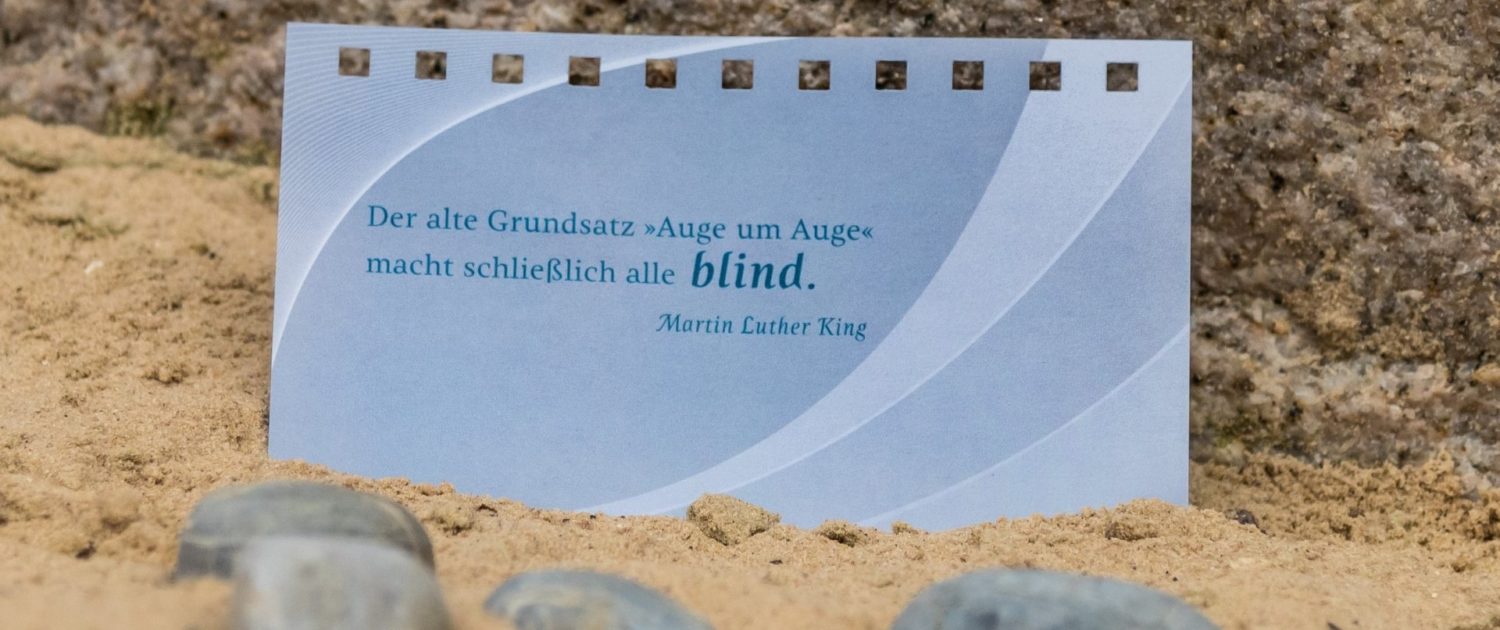 Der alte Grundsatz »Auge um Auge«
macht schließlich alle blind.
Martin Luther King